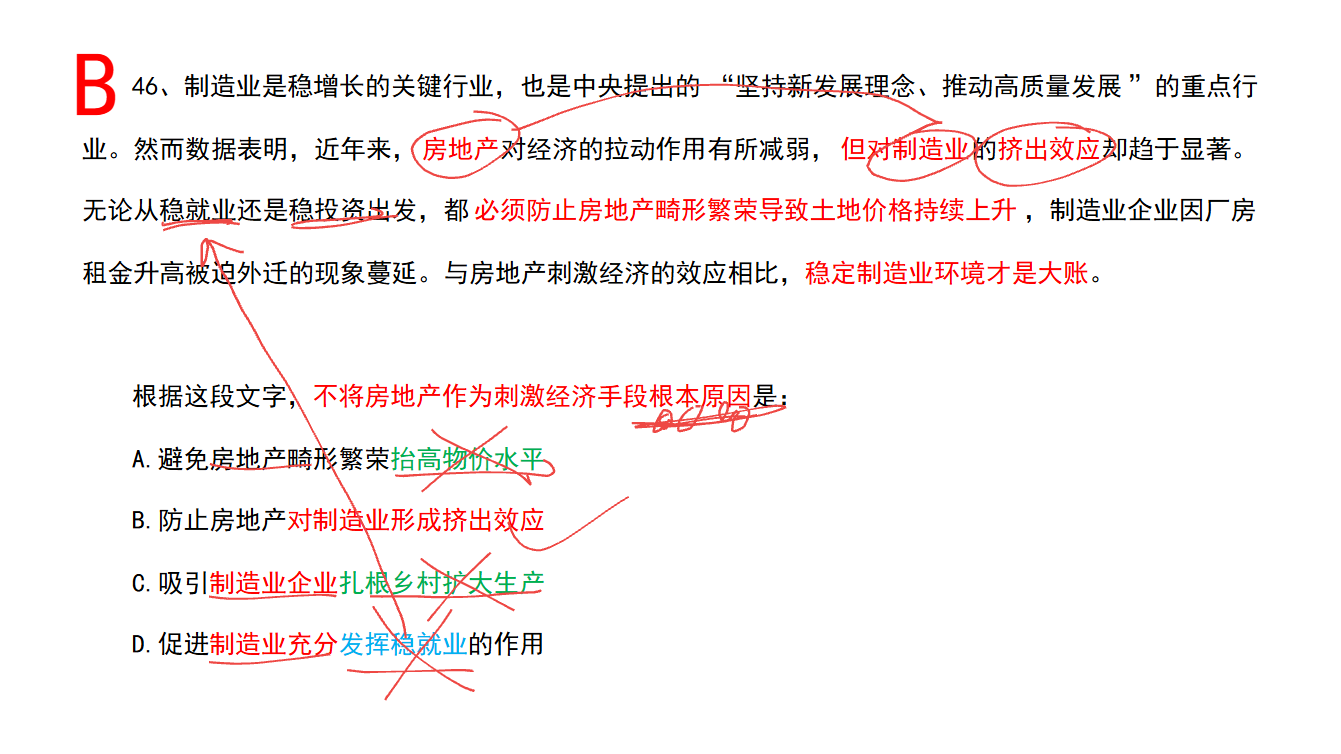 B 46、制造业是稳增长的关键行业，也是中央提出的“坚持新发展理念、推动高质量发展”的重点行
业。然而数据表明，近年来，房地产对经济的拉动作用有所减弱，但对制造业的挤出效应却趋于显著。
无论从稳就业还是稳投资出发，都必须防止房地产畸形繁荣导致土地价格持续上升，制造业企业因厂房
租金升高被迫外迁的现象蔓延。与房地产刺激经济的效应相比，稳定制造业环境才是大账。
根据这段文字，不将房地产作为刺激经济手段根本原因是：
A.避免房地产畸形繁荣抬高物价水平
B.防止房地产对制造业形成挤出效应
C.吸引制造业企业扎根乡村扩大生产
D.促进制造业充分发挥稳就业的作用